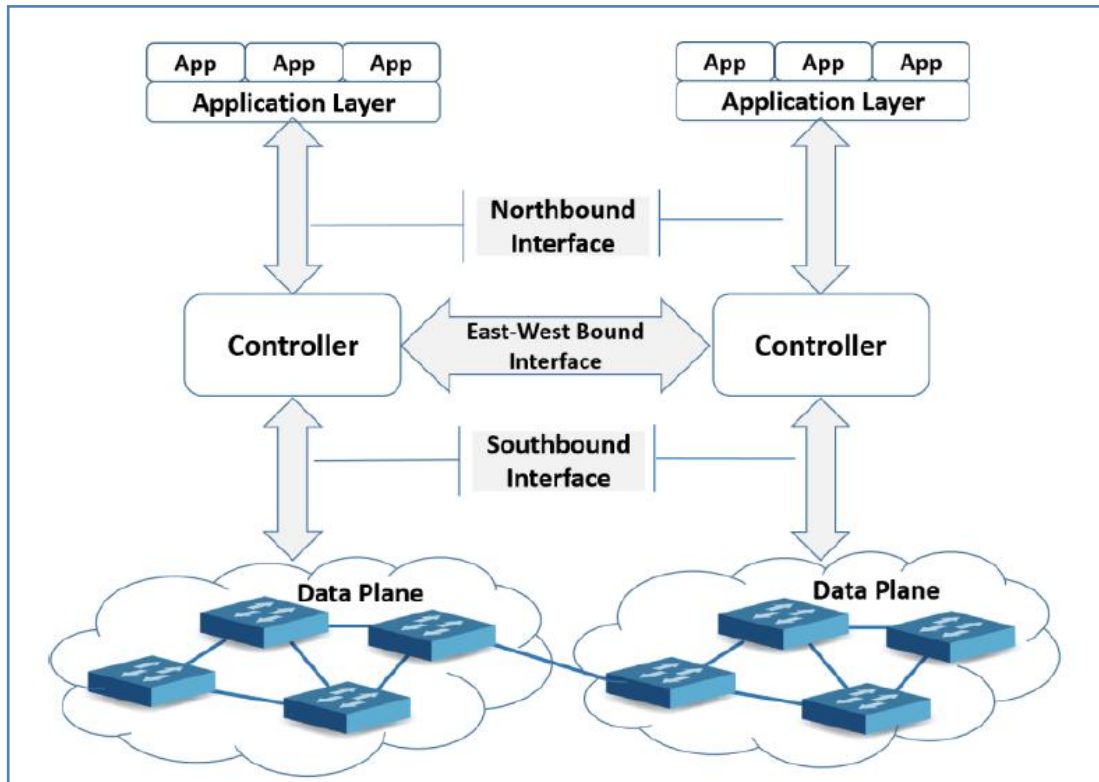 App App App
Application Layer
App App App
Application Layer
Northbound
Interface
Controller
East-West Bound
Interface
Controller
Southbound
Interface
Data Plane
Data Plane